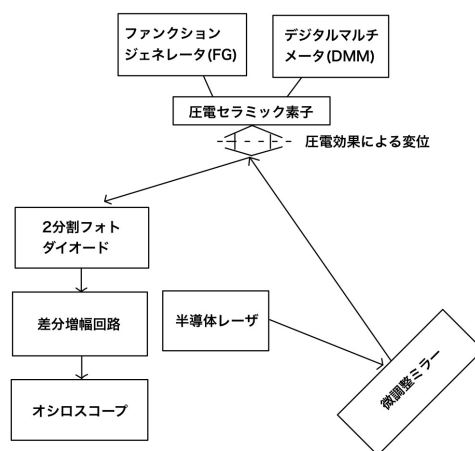 ファンクション
ジェネレータ(FG)
デジタルマルチ
メータ(DMM)
圧電セラミック素子
圧電効果による変位
2分割フォト
ダイオード
差分増幅回路
半導体レーザ
微調整ミラー
オシロスコープ